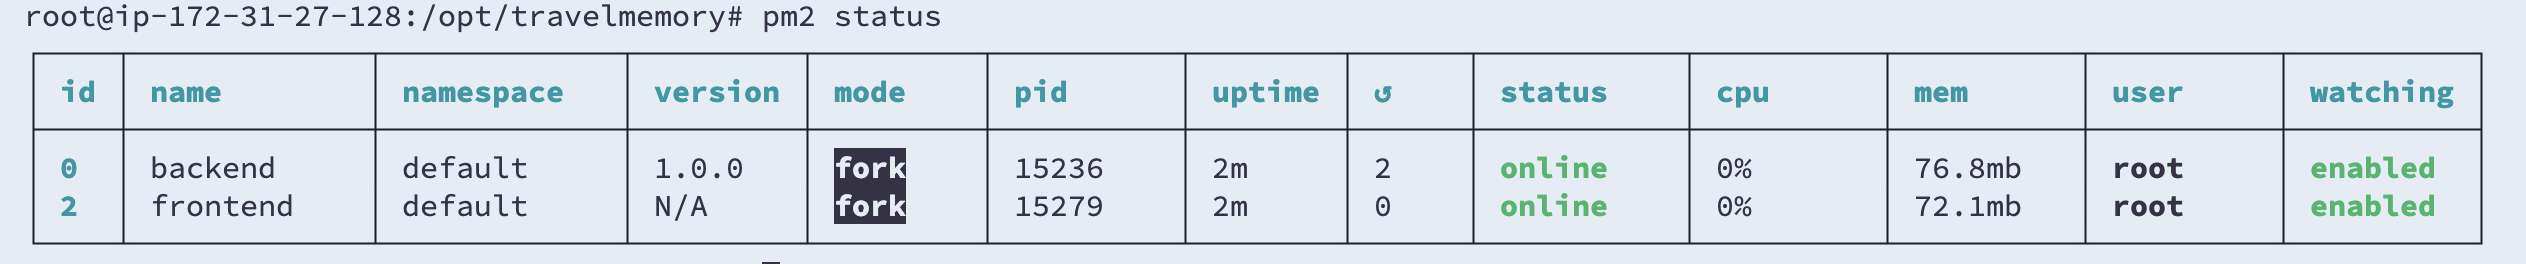 root@ip-172-31-27-128:/opt/travelmemory# pm2 status
id name namespace version mode pid uptime ↺ status cpu mem user watching
0 backend default 1.0.0 fork 15236 2m 2 online 0% 76.8mb root enabled
2 frontend default N/A fork 15279 2m 0 online 0% 72.1mb root enabled